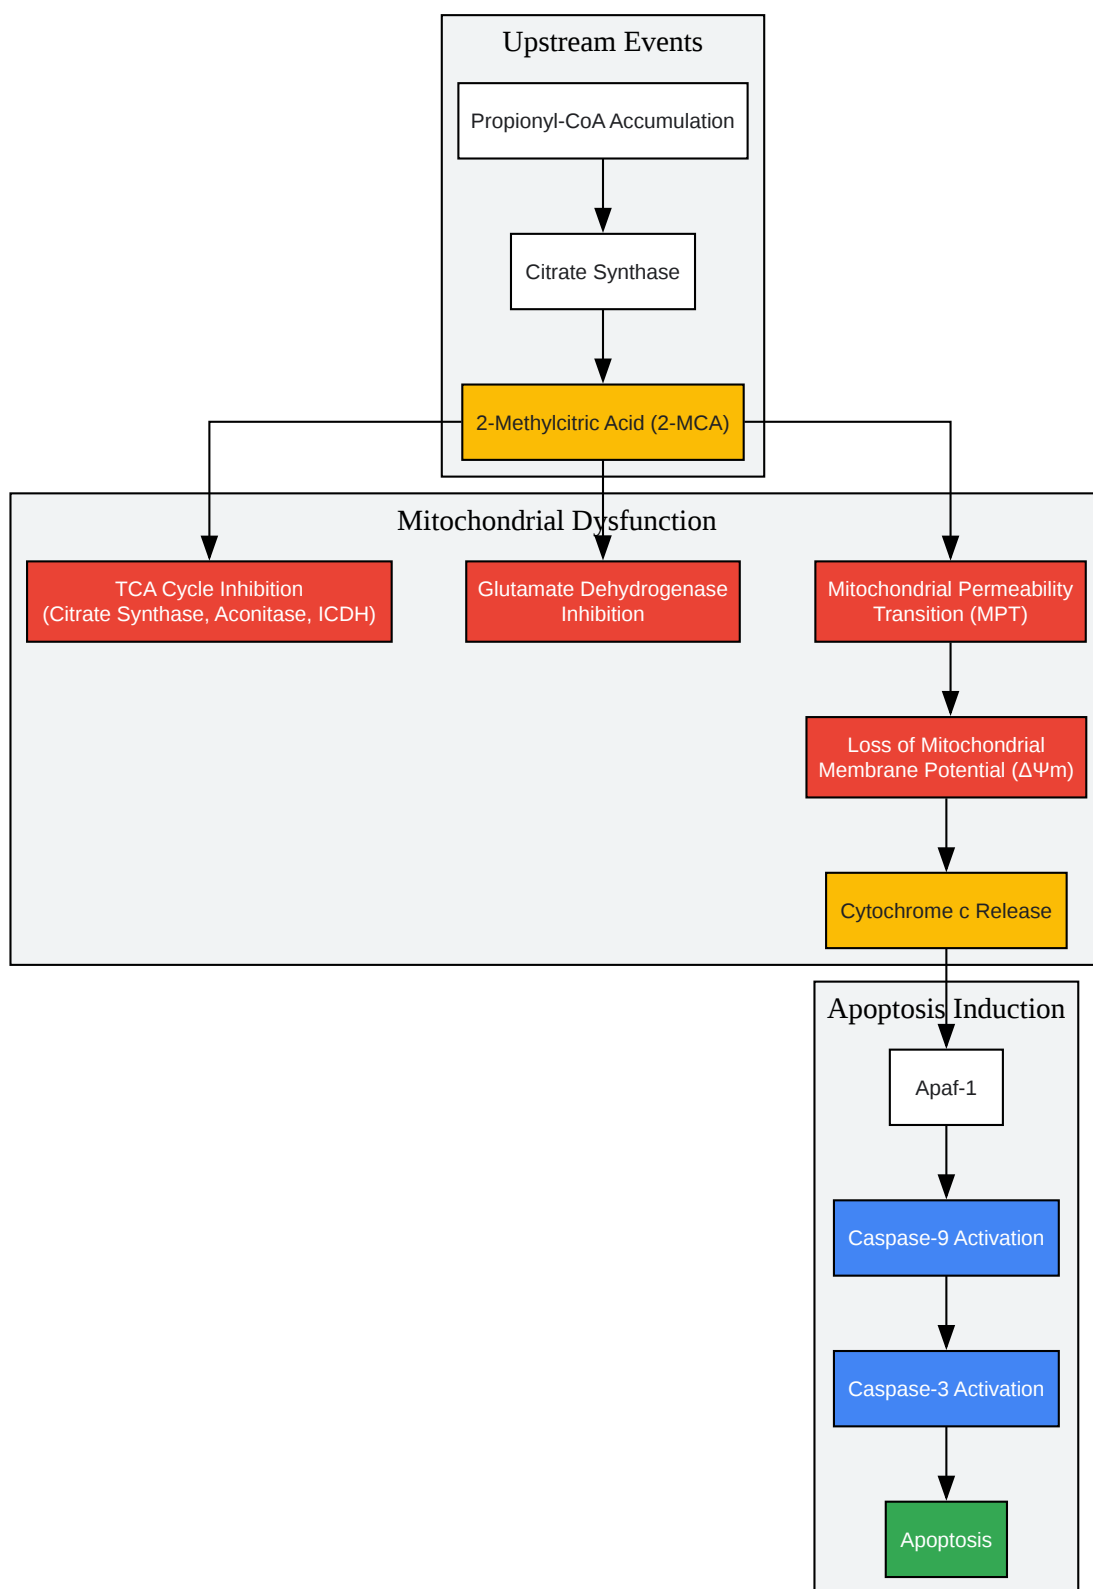 Upstream Events
Propionyl-CoA Accumulation
Citrate Synthase
2-Methylcitric Acid (2-MCA)
Mitochondrial Dysfunction
TCA Cycle Inhibition
(Citrate Synthase, Aconitase, ICDH)
Glutamate Dehydrogenase
Inhibition
Mitochondrial Permeability
Transition (MPT)
Loss of Mitochondrial
Membrane Potential (ΔΨm)
Cytochrome c Release
Apoptosis Induction
Apaf-1
Caspase-9 Activation
Caspase-3 Activation
Apoptosis